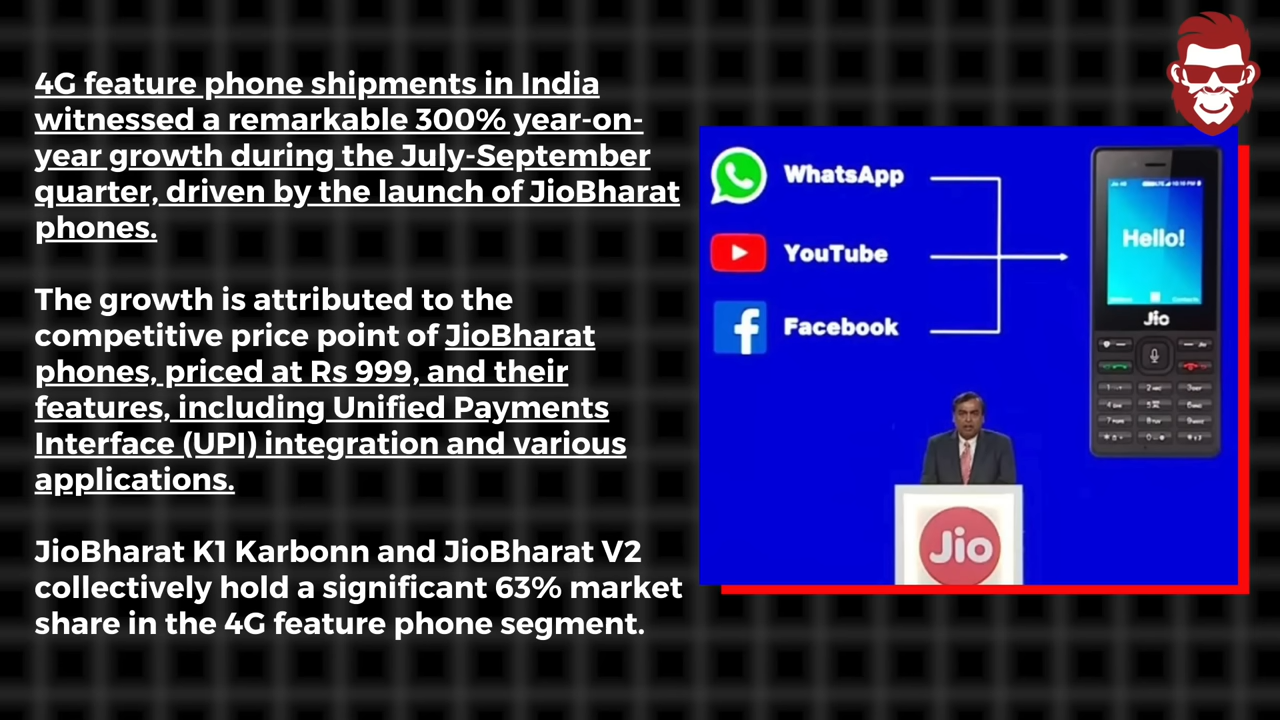 4G feature phone shipments in India
witnessed a remarkable 300% year-on-
year growth during the July-September
quarter, driven by the launch of JioBharat
phones.
The growth is attributed to the
competitive price point of JioBharat
phones, priced at Rs 999, and their
features, including Unified Payments
Interface (UPI) integration and various
applications.
JioBharat K1 Karbonn and JioBharat V2
collectively hold a significant 63% market
share in the 4G feature phone segment.
WhatsApp
YouTube
Facebook
Hello!
Jio
Jio